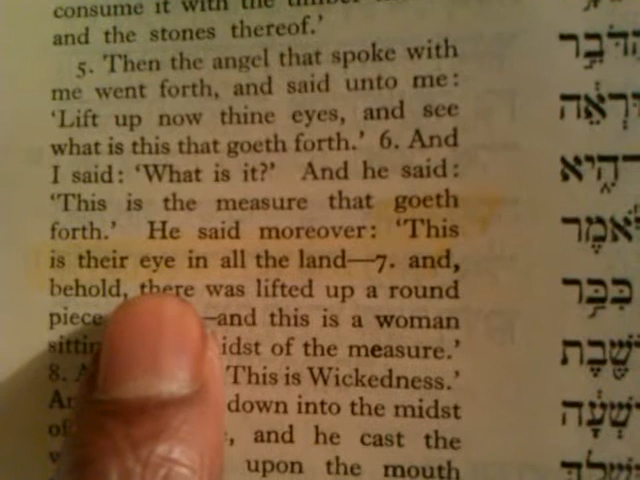 consume it with the timber
and the stones thereof.’
5. Then the angel that spoke with
me went forth, and said unto me:
‘Lift up now thine eyes, and see
what is this that goeth forth.’ 6. And
I said: ‘What is it?’ And he said:
‘This is the measure that goeth
forth.’ He said moreover: ‘This
is their eye in all the land—7. and,
behold, there was lifted up a round
piece —and this is a woman
of the measure.’
8. This is Wickedness.’
down into the midst
and he cast the
upon the mouth
הַדֹּבֵר
וּרְאֵה
הִיא
כִּכַּר